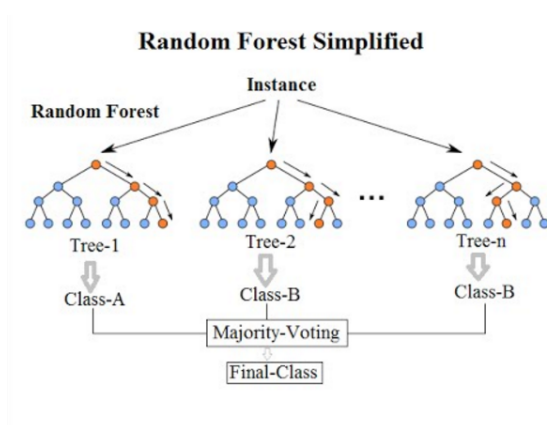 Random Forest Simplified
Instance
Random Forest
...
Tree-1 Tree-2 Tree-n
Class-A Class-B Class-B
Majority-Voting
Final-Class